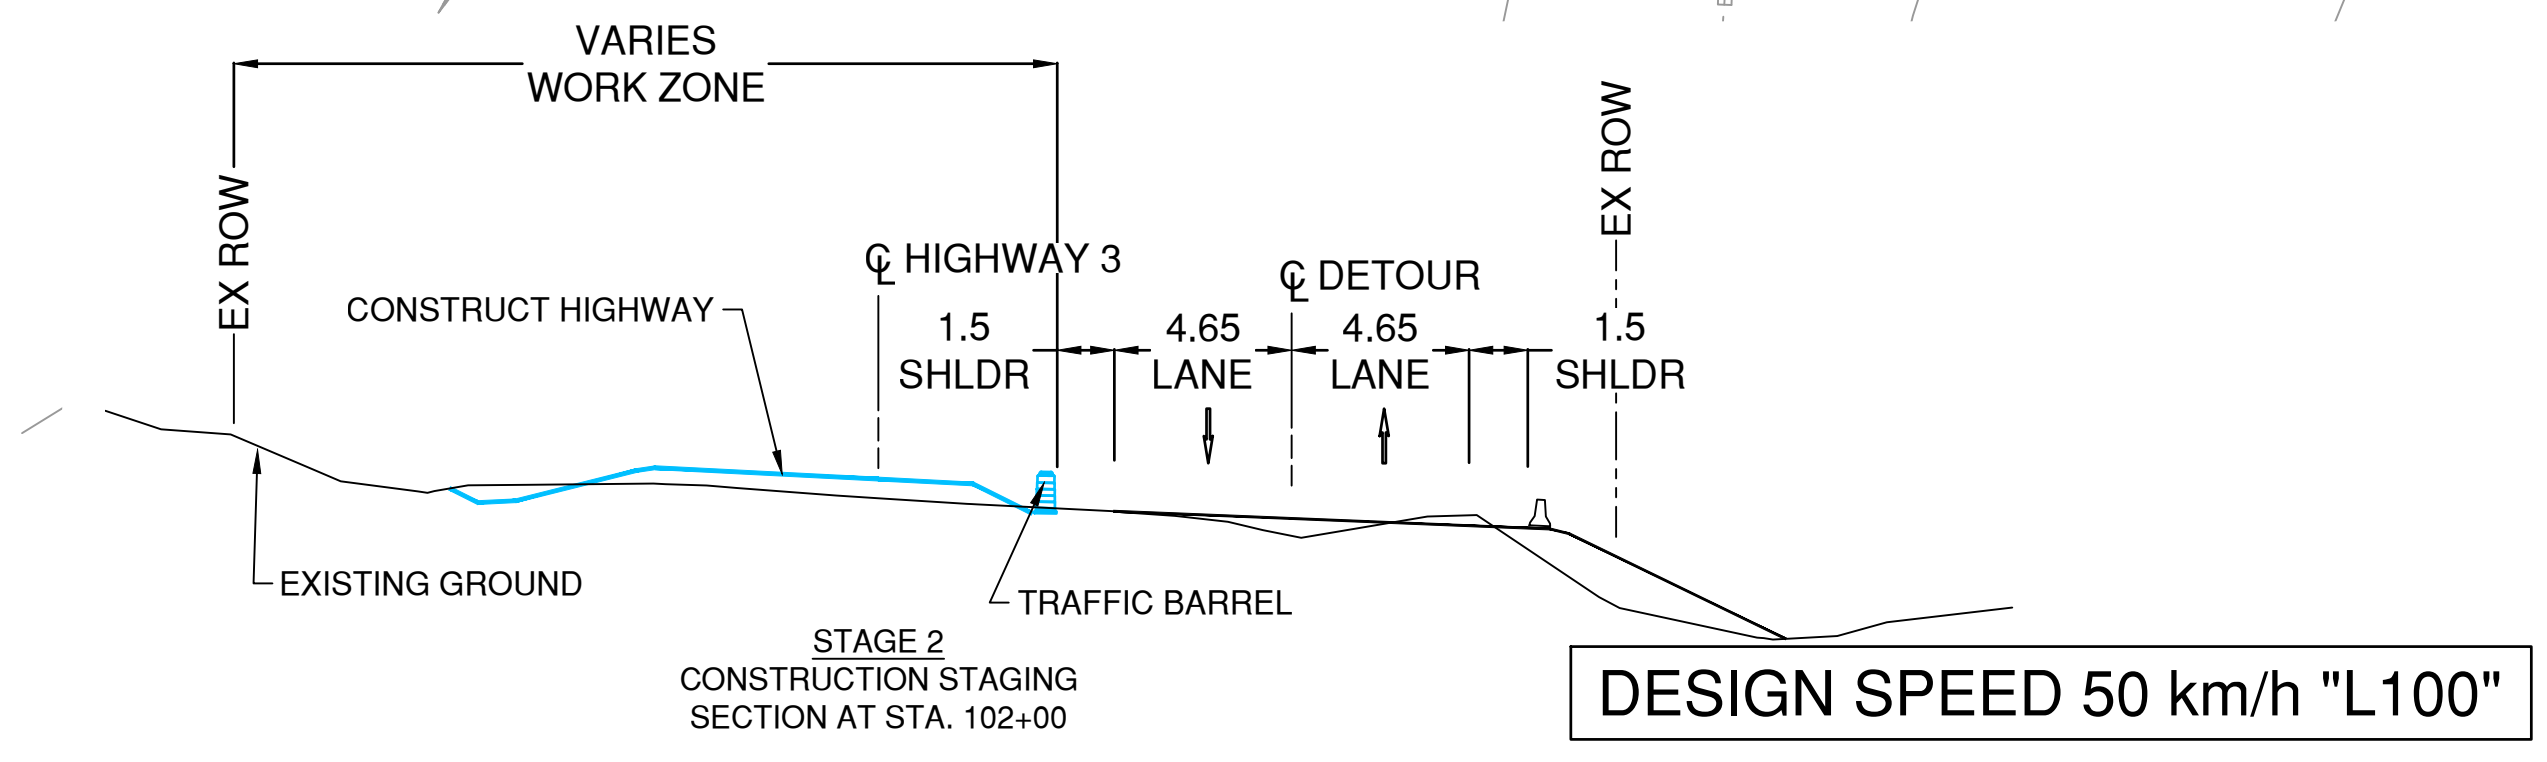 VARIES
WORK ZONE
EX ROW
EX ROW
℄ HIGHWAY 3
℄ DETOUR
CONSTRUCT HIGHWAY
1.5
SHLDR
4.65
LANE
4.65
LANE
1.5
SHLDR
EXISTING GROUND
TRAFFIC BARREL
STAGE 2
CONSTRUCTION STAGING
SECTION AT STA. 102+00
DESIGN SPEED 50 km/h "L100"